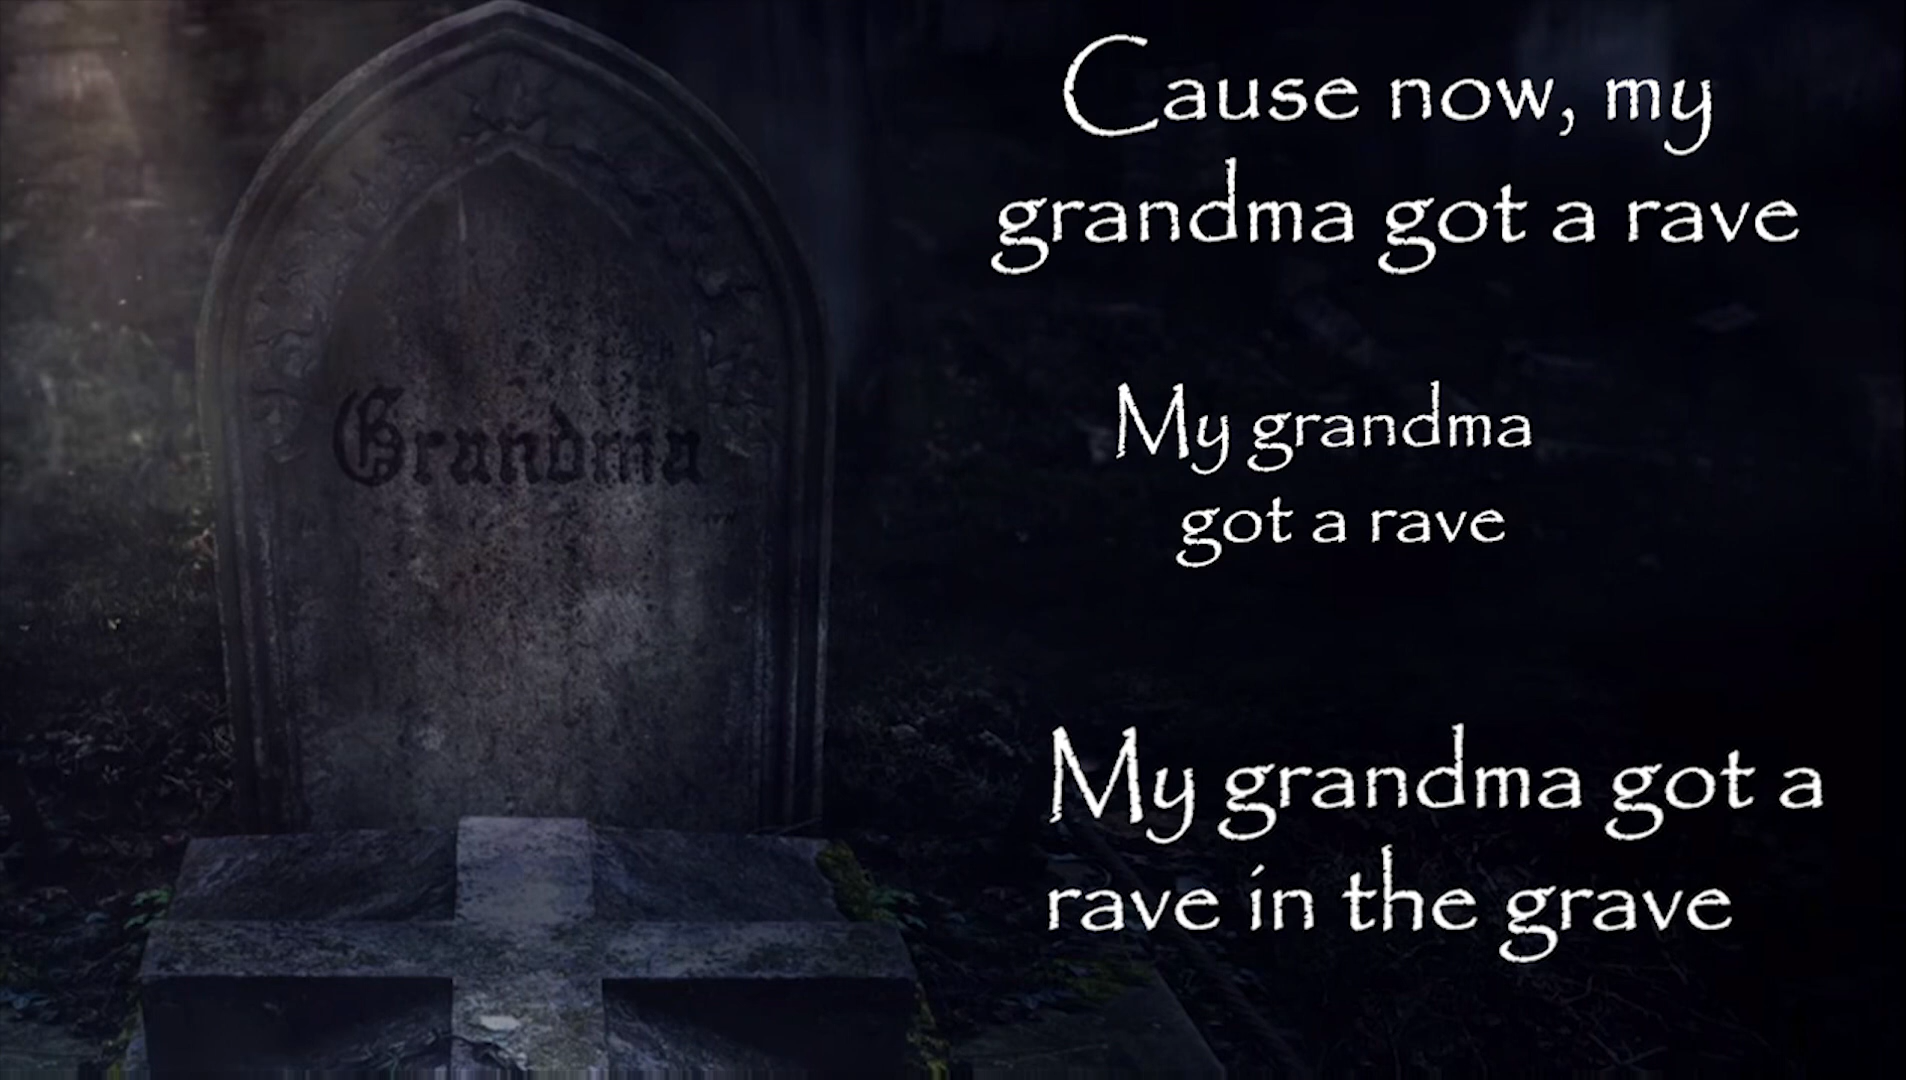 Grandma
Cause now, my
grandma got a rave
My grandma
got a rave
My grandma got a
rave in the grave